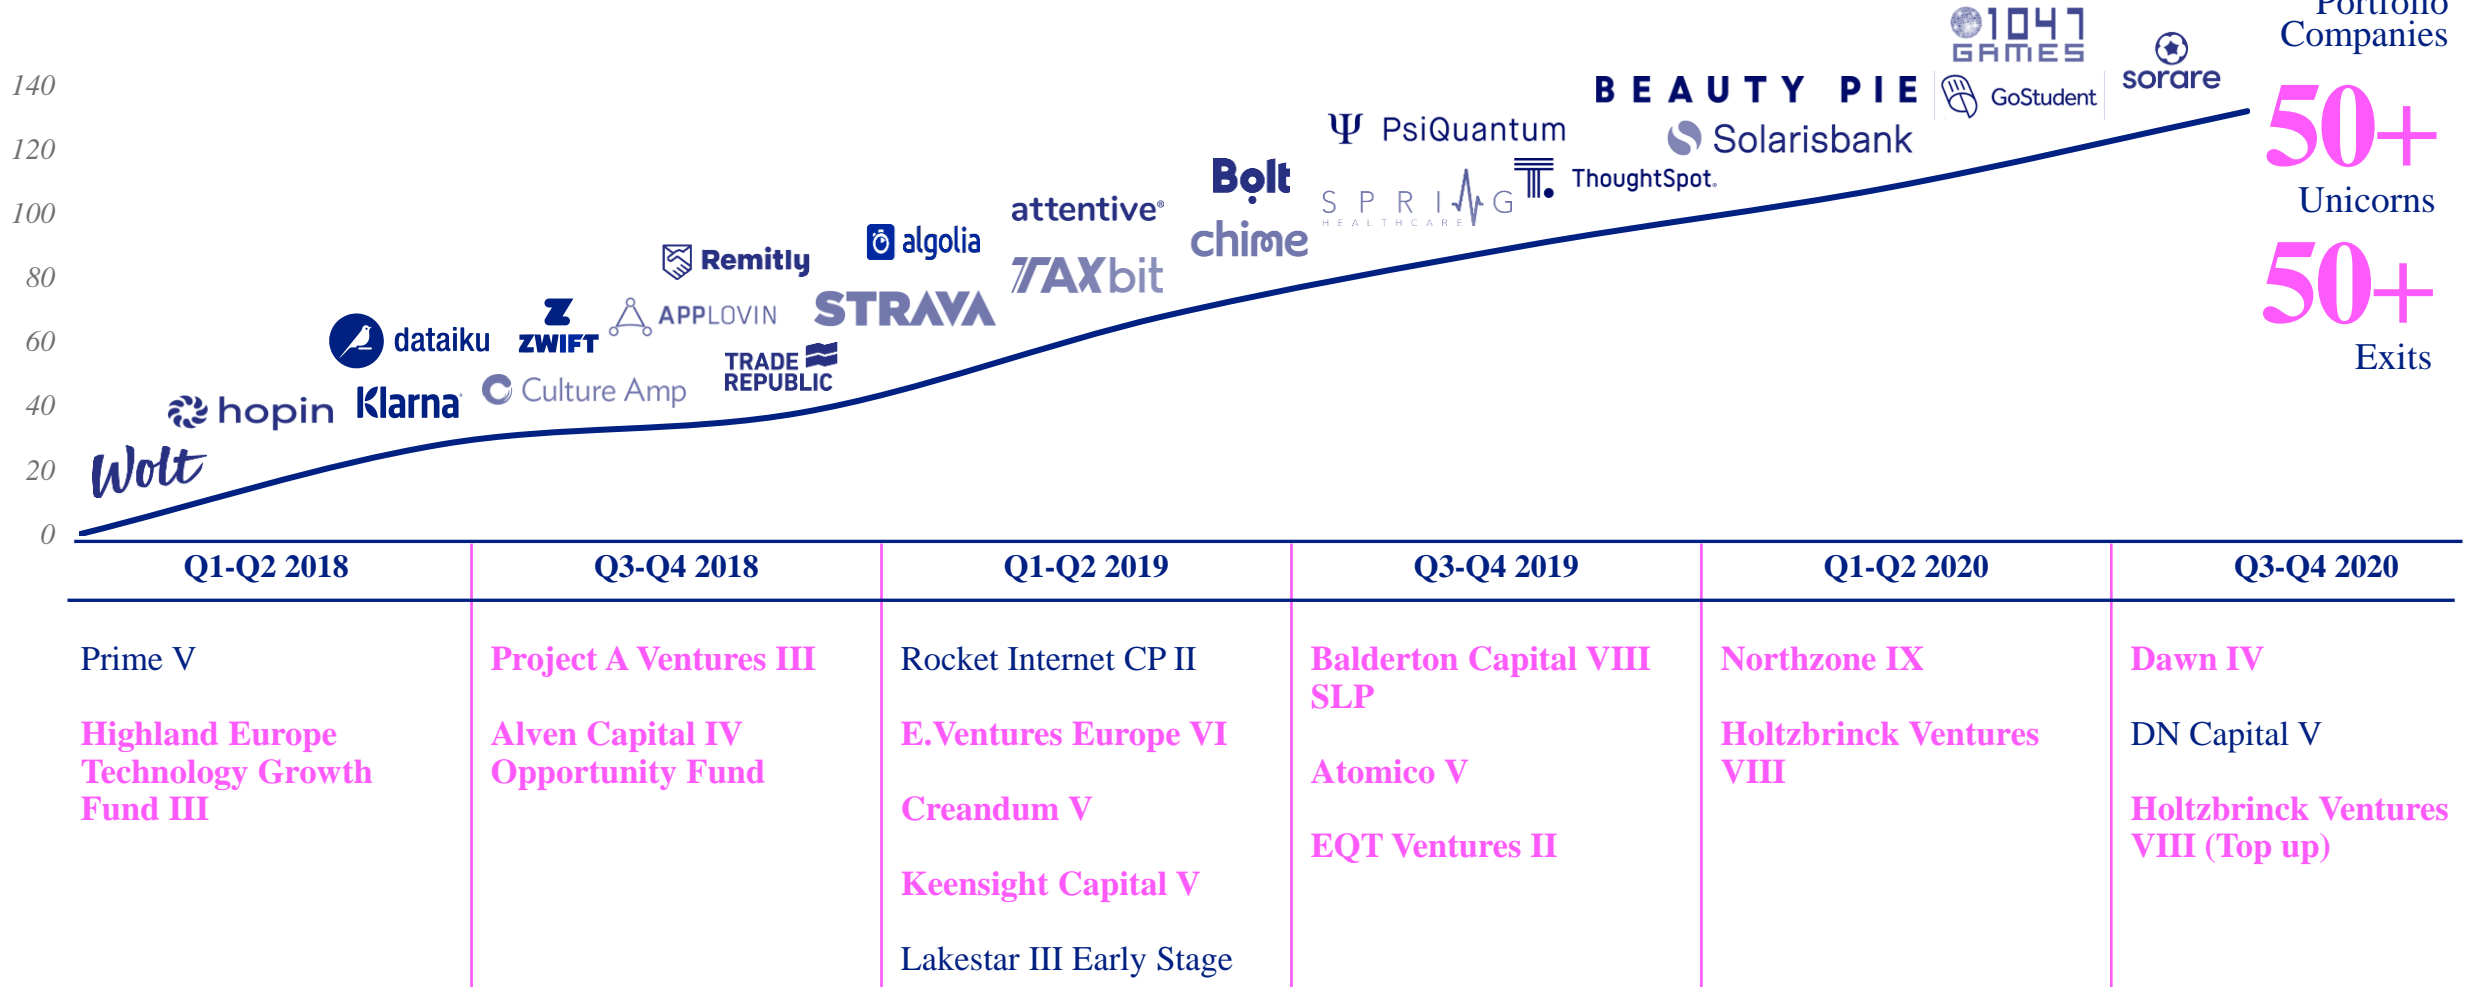 Portfolio
Companies
50+
Unicorns
50+
Exits
140
120
100
80
60
40
20
0
Wolt
hopin
dataiku
Klarna
ZWIFT
Culture Amp
Remitly
APPLOVIN
TRADE
REPUBLIC
algolia
STRAVA
attentive®
TAXbit
Bolt
chime
Ψ PsiQuantum
SPRING
HEALTHCARE
T. ThoughtSpot.
BEAUTY PIE
Solarisbank
1047
GAMES
GoStudent
sorare
Q1-Q2 2018
Q3-Q4 2018
Q1-Q2 2019
Q3-Q4 2019
Q1-Q2 2020
Q3-Q4 2020
Prime V
Highland Europe
Technology Growth
Fund III
Project A Ventures III
Alven Capital IV
Opportunity Fund
Rocket Internet CP II
E.Ventures Europe VI
Creandum V
Keensight Capital V
Lakestar III Early Stage
Balderton Capital VIII
SLP
Atomico V
EQT Ventures II
Northzone IX
Holtzbrinck Ventures
VIII
Dawn IV
DN Capital V
Holtzbrinck Ventures
VIII (Top up)